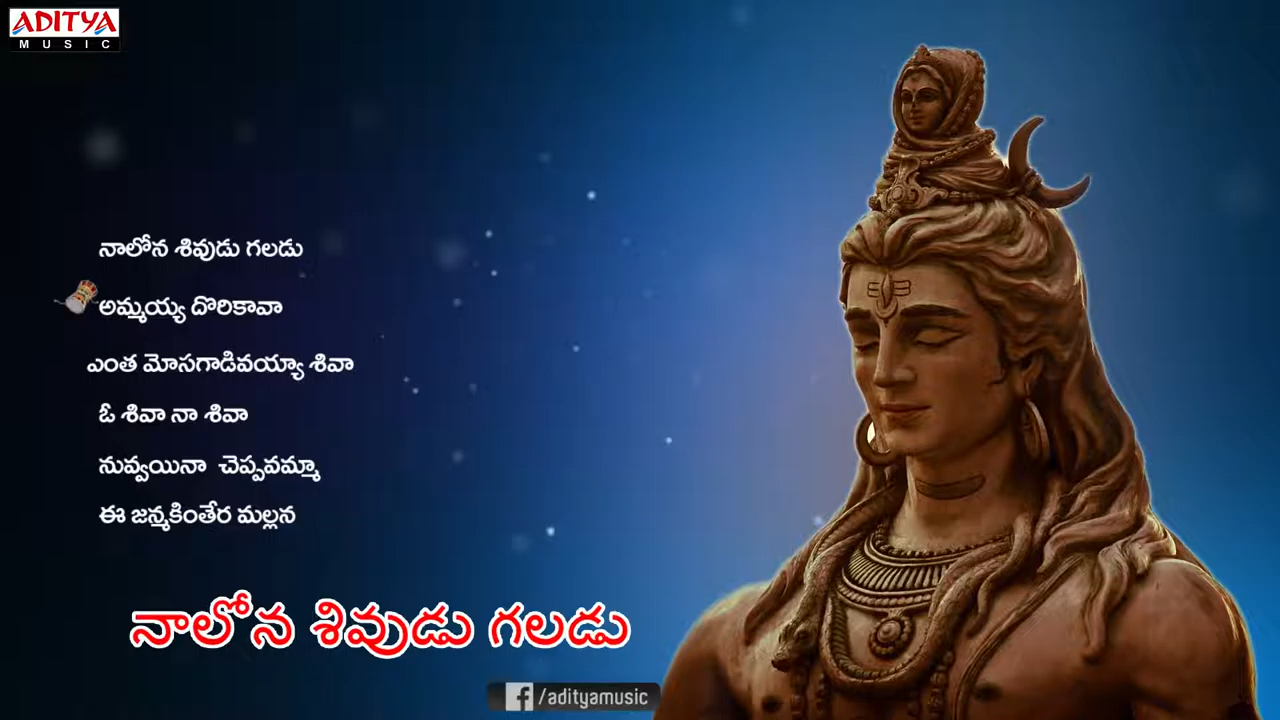 ADITYA
MUSIC
నాలోన శివుడు గలడు
అమ్మయ్య దొరికావా
ఎంత మోసగాడివయ్యా శివా
ఓ శివా నా శివా
నువ్వయినా చెప్పవమ్మా
ఈ జన్మకింతేర మల్లన
నాలోన శివుడు గలడు
f /adityamusic